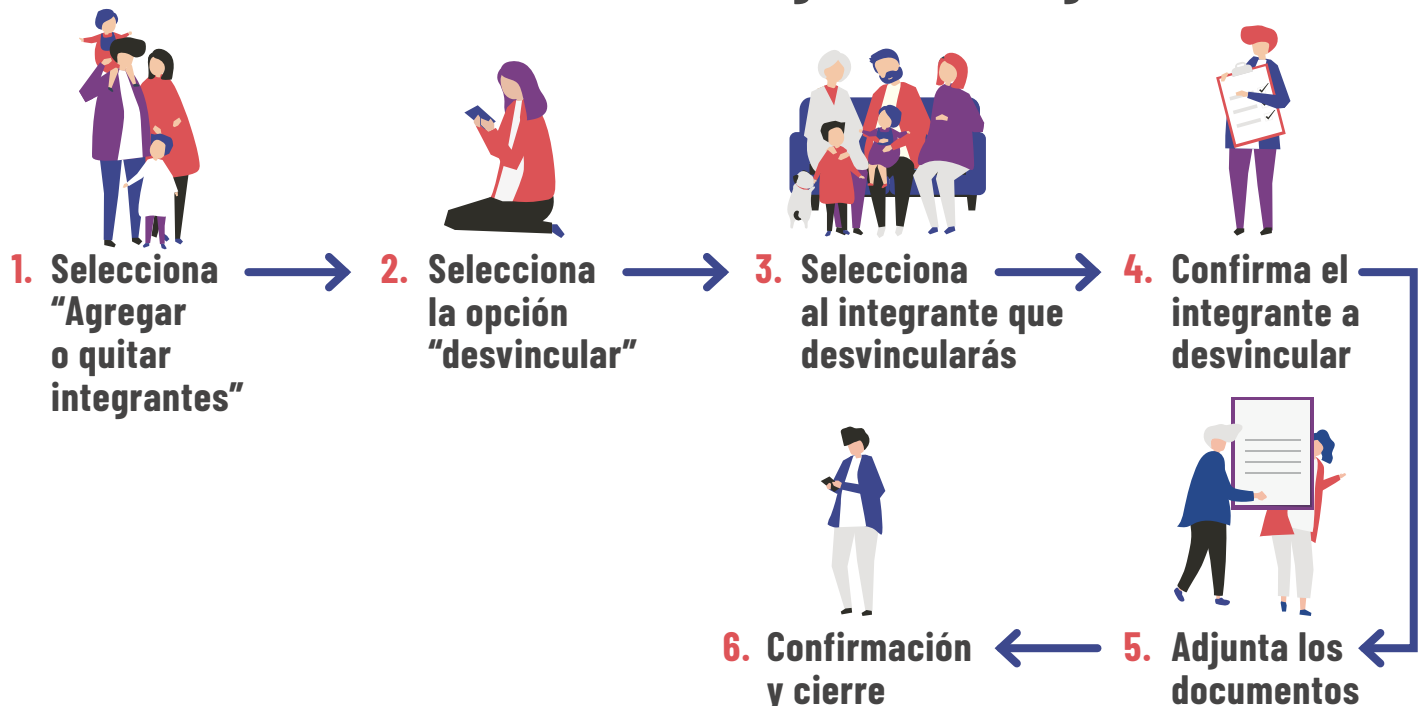 1. Selecciona
“Agregar
o quitar
integrantes”
2. Selecciona
la opción
“desvincular”
3. Selecciona
al integrante que
desvincularás
4. Confirma el
integrante a
desvincular
5. Adjunta los
documentos
6. Confirmación
y cierre